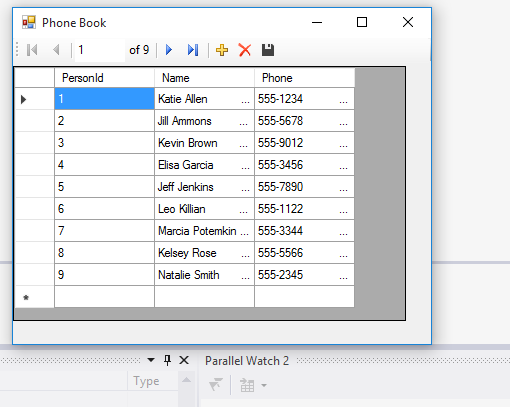 Phone Book
1 of 9
PersonId Name Phone
1 Katie Allen ... 555-1234 ...
2 Jill Ammons ... 555-5678 ...
3 Kevin Brown ... 555-9012 ...
4 Elisa Garcia ... 555-3456 ...
5 Jeff Jenkins ... 555-7890 ...
6 Leo Killian ... 555-1122 ...
7 Marcia Potemkin ... 555-3344 ...
8 Kelsey Rose ... 555-5566 ...
9 Natalie Smith ... 555-2345 ...
*
Parallel Watch 2
Type